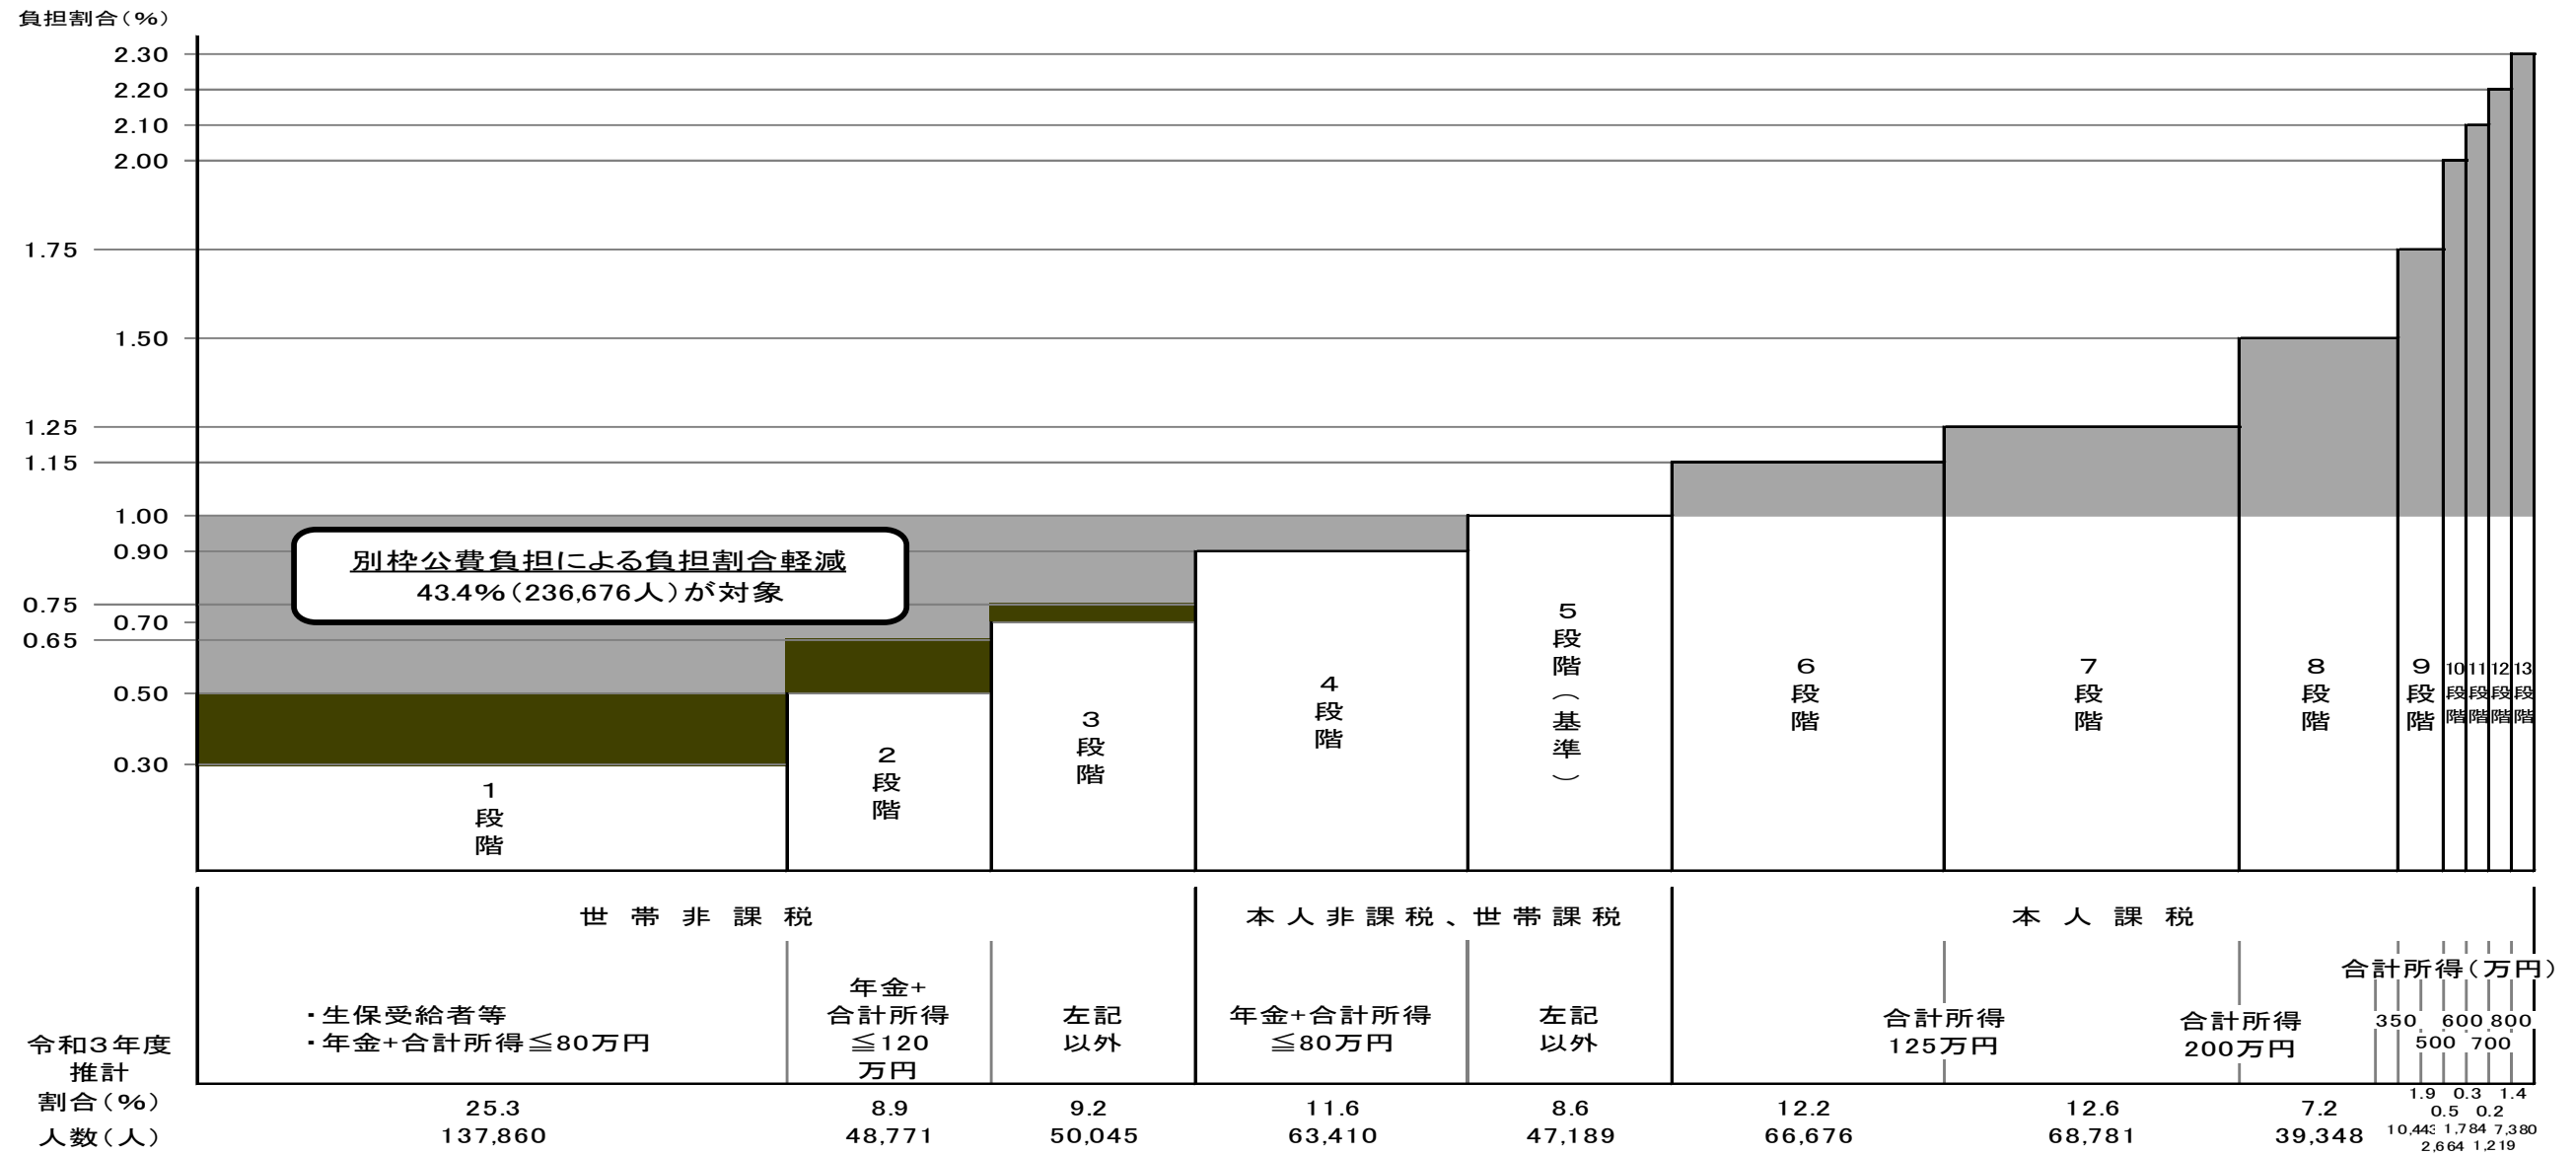 負担割合(%)
2.30
2.20
2.10
2.00
1.75
1.50
1.25
1.15
1.00
0.90
0.75
0.70
0.65
0.50
0.30
別枠公費負担による負担割合軽減
43.4%(236,676人)が対象
1段階
2段階
3段階
4段階
5段階(基準)
6段階
7段階
8段階
9段階
10段階
11段階
12段階
13段階
世帯非課税
本人非課税、世帯課税
本人課税
・生保受給者等
・年金+合計所得≦80万円
年金+
合計所得
≦120
万円
左記
以外
年金+合計所得
≦80万円
左記
以外
合計所得
125万円
合計所得
200万円
合計所得(万円)
350 600 800
500 700
令和3年度
推計
割合(%) 25.3 8.9 9.2 11.6 8.6 12.2 12.6 7.2 1.9 0.5 0.3 0.2 1.4
人数(人) 137,860 48,771 50,045 63,410 47,189 66,676 68,781 39,348 10,443 2,664 1,784 1,219 7,380